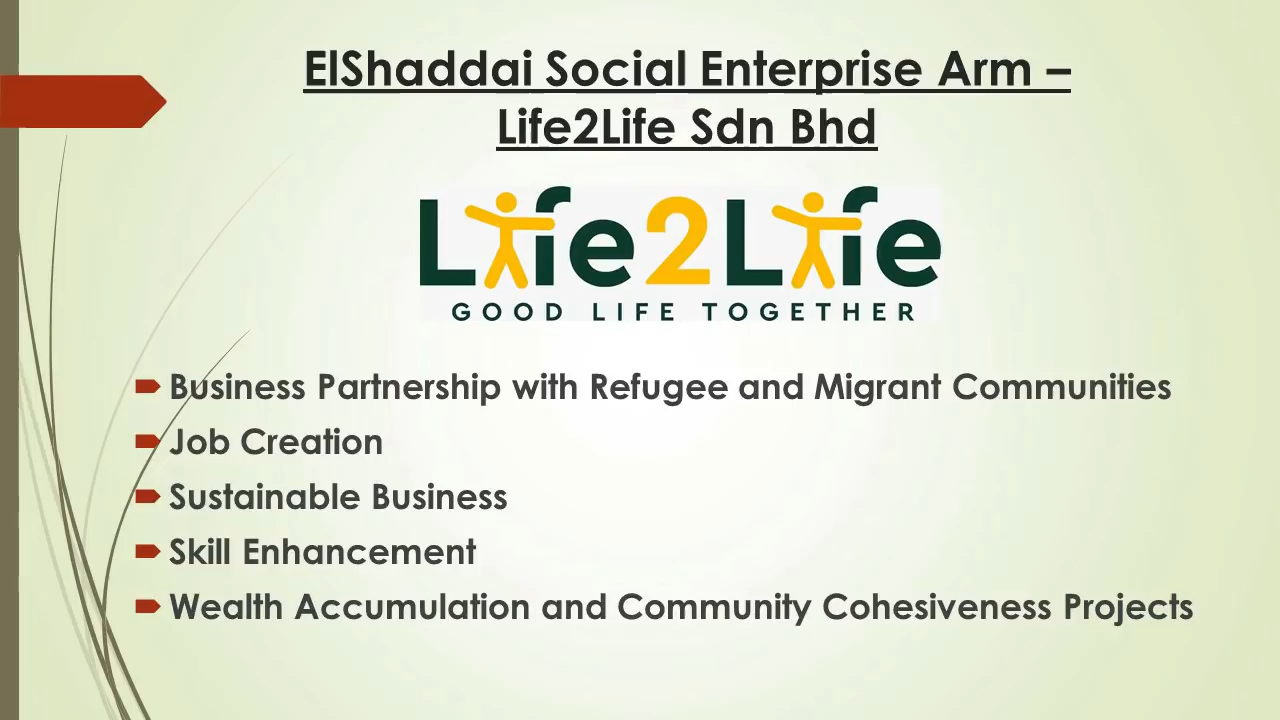 ElShaddai Social Enterprise Arm –
Life2Life Sdn Bhd
Life2Life
GOOD LIFE TOGETHER
Business Partnership with Refugee and Migrant Communities
Job Creation
Sustainable Business
Skill Enhancement
Wealth Accumulation and Community Cohesiveness Projects